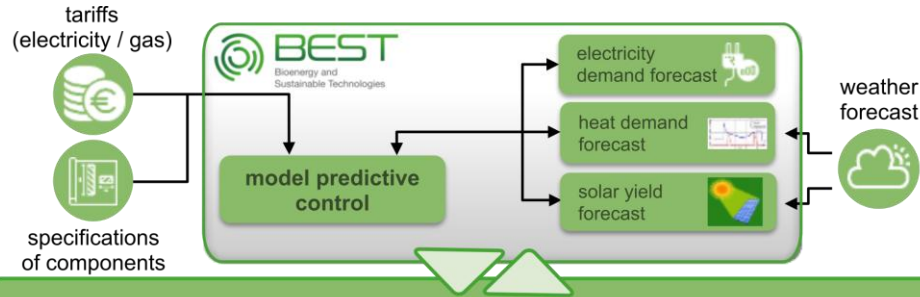 tariffs
(electricity / gas)
BEST
Bioenergy and
Sustainable Technologies
electricity
demand forecast
weather
forecast
heat demand
forecast
model predictive
control
solar yield
forecast
specifications
of components